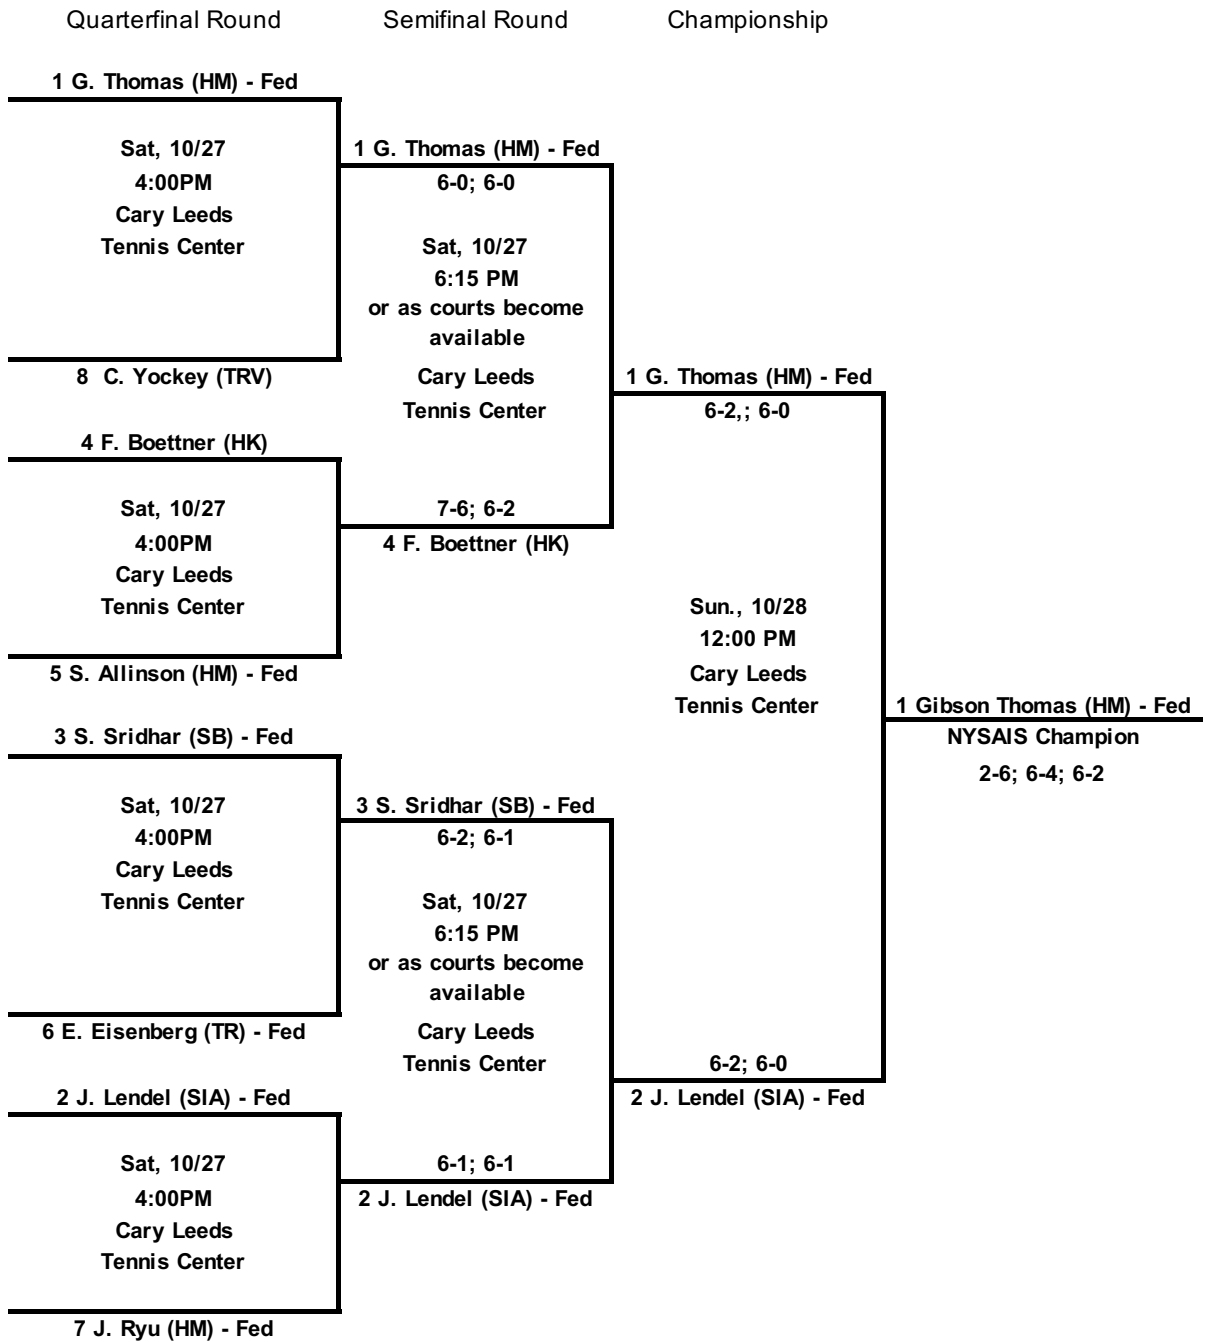 Quarterfinal Round
Semifinal Round
Championship
1 G. Thomas (HM) - Fed
Sat, 10/27
4:00PM
Cary Leeds
Tennis Center
8  C. Yockey (TRV)
4 F. Boettner (HK)
Sat, 10/27
4:00PM
Cary Leeds
Tennis Center
5 S. Allinson (HM) - Fed
3 S. Sridhar (SB) - Fed
Sat, 10/27
4:00PM
Cary Leeds
Tennis Center
6 E. Eisenberg (TR) - Fed
2 J. Lendel (SIA) - Fed
Sat, 10/27
4:00PM
Cary Leeds
Tennis Center
7 J. Ryu (HM) - Fed
1 G. Thomas (HM) - Fed
6-0; 6-0
Sat, 10/27
6:15 PM
or as courts become
available
Cary Leeds
Tennis Center
7-6; 6-2
4 F. Boettner (HK)
3 S. Sridhar (SB) - Fed
6-2; 6-1
Sat, 10/27
6:15 PM
or as courts become
available
Cary Leeds
Tennis Center
6-1; 6-1
2 J. Lendel (SIA) - Fed
1 G. Thomas (HM) - Fed
6-2,; 6-0
Sun., 10/28
12:00 PM
Cary Leeds
Tennis Center
6-2; 6-0
2 J. Lendel (SIA) - Fed
1 Gibson Thomas (HM) - Fed
NYSAIS Champion
2-6; 6-4; 6-2